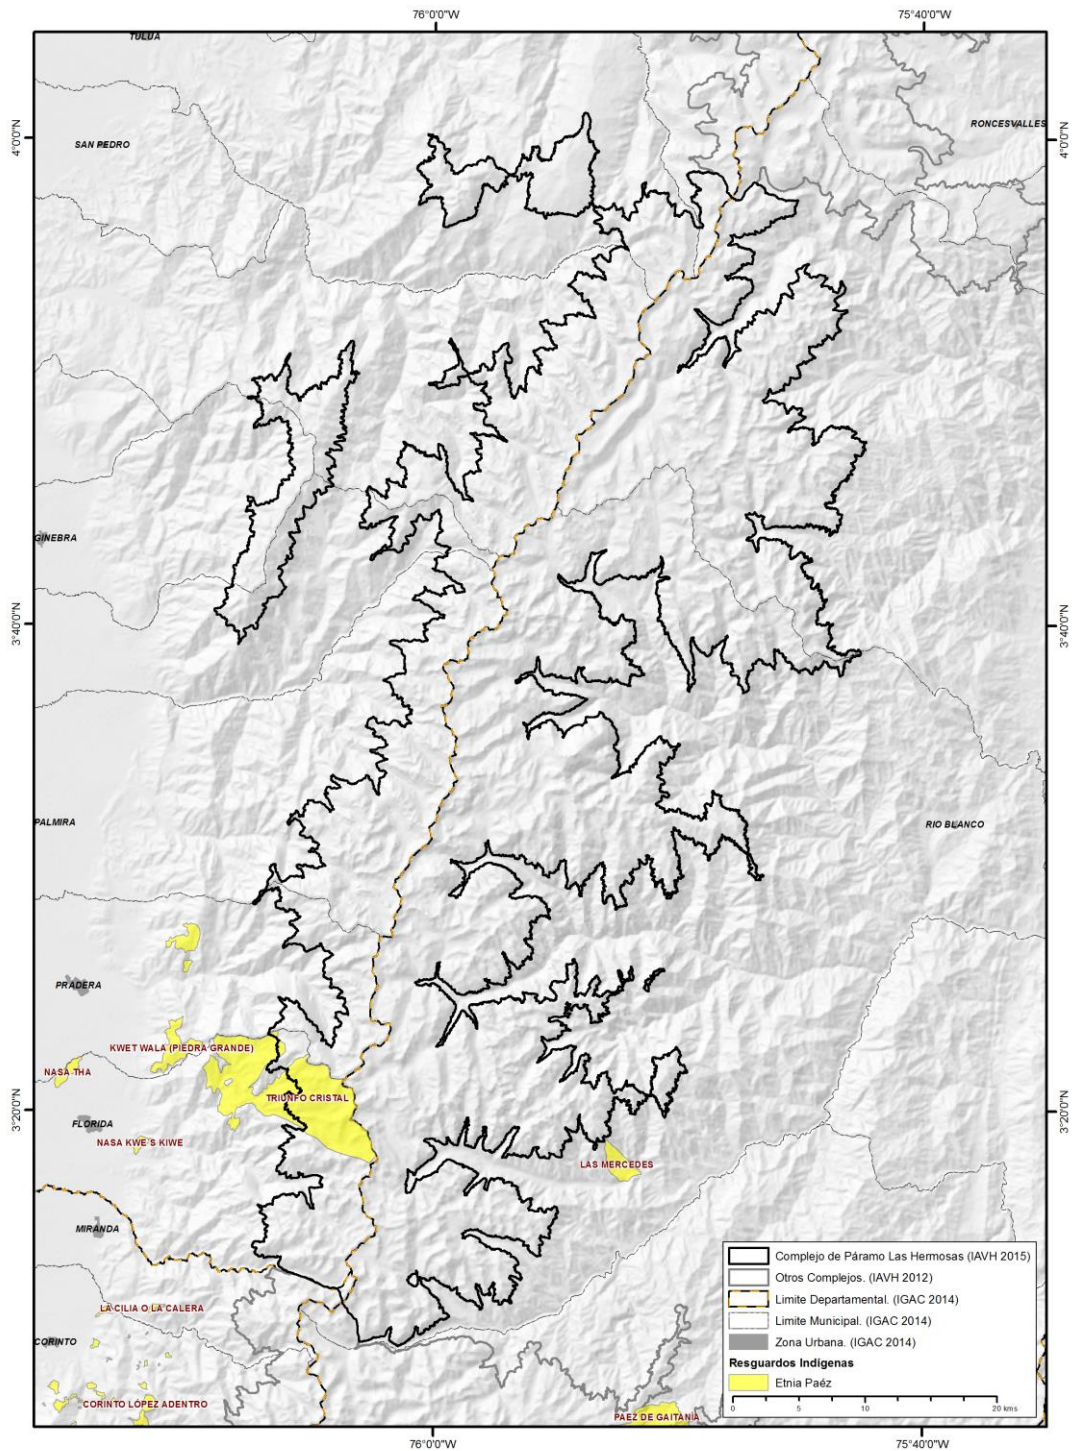 76°0'0"W
75°40'0"W
TULUA
4°0'0"N
SAN PEDRO
RONCESVALLES
4°0'0"N
GINEBRA
3°40'0"N
3°40'0"N
PALMIRA
RIO BLANCO
PRADERA
KWET WALA (PIEDRA GRANDE)
NASA THA
TRIUNFO CRISTAL
3°20'0"N
3°20'0"N
FLORIDA
NASA KWE S KIWE
LAS MERCEDES
MIRANDA
LA CILIA O LA CALERA
CORINTO
CORINTO LÓPEZ ADENTRO
PAEZ DE GAITANIA
Complejo de Páramo Las Hermosas (IAVH 2015)
Otros Complejos. (IAVH 2012)
Limite Departamental. (IGAC 2014)
Limite Municipal. (IGAC 2014)
Zona Urbana. (IGAC 2014)
Resguardos Indígenas
Etnia Paéz
0 5 10 20 kms
76°0'0"W
75°40'0"W